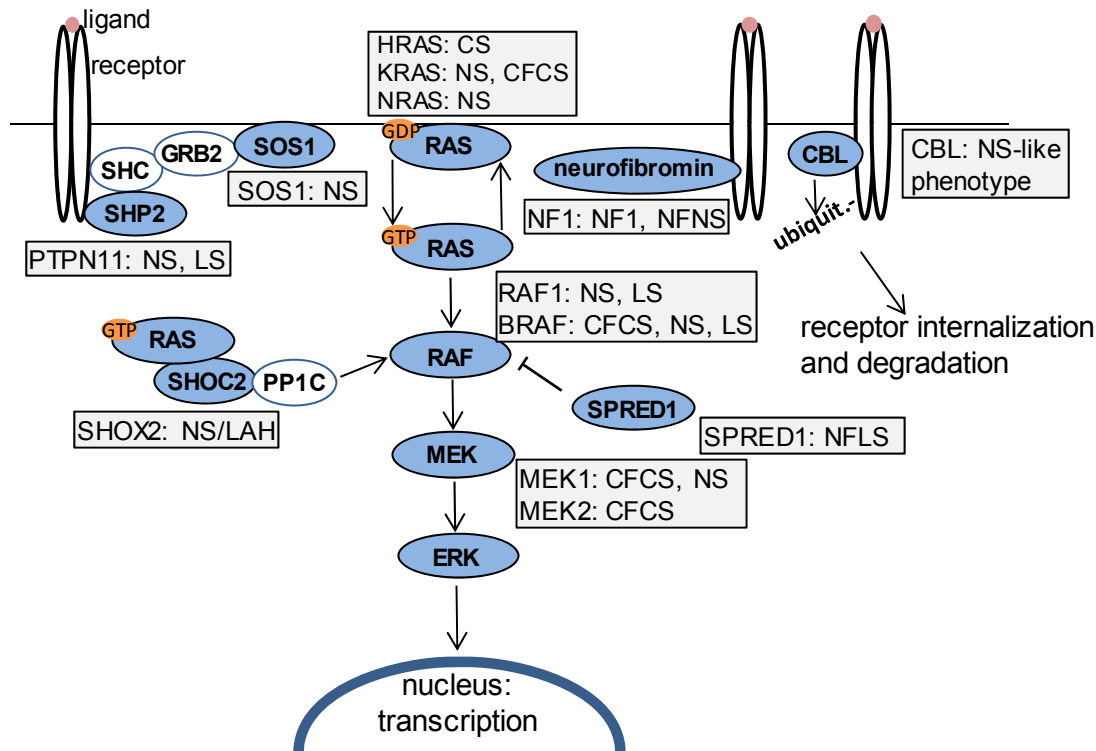 ligand
receptor
HRAS: CS
KRAS: NS, CFCS
NRAS: NS
SHC
GRB2
SOS1
SHP2
SOS1: NS
PTPN11: NS, LS
GDP
RAS
GTP
RAS
neurofibromin
NF1: NF1, NFNS
CBL
ubiquit.-
CBL: NS-like
phenotype
receptor internalization
and degradation
RAF1: NS, LS
BRAF: CFCS, NS, LS
GTP
RAS
SHOC2
PP1C
SHOX2: NS/LAH
RAF
SPRED1
SPRED1: NFLS
MEK
MEK1: CFCS, NS
MEK2: CFCS
ERK
nucleus:
transcription